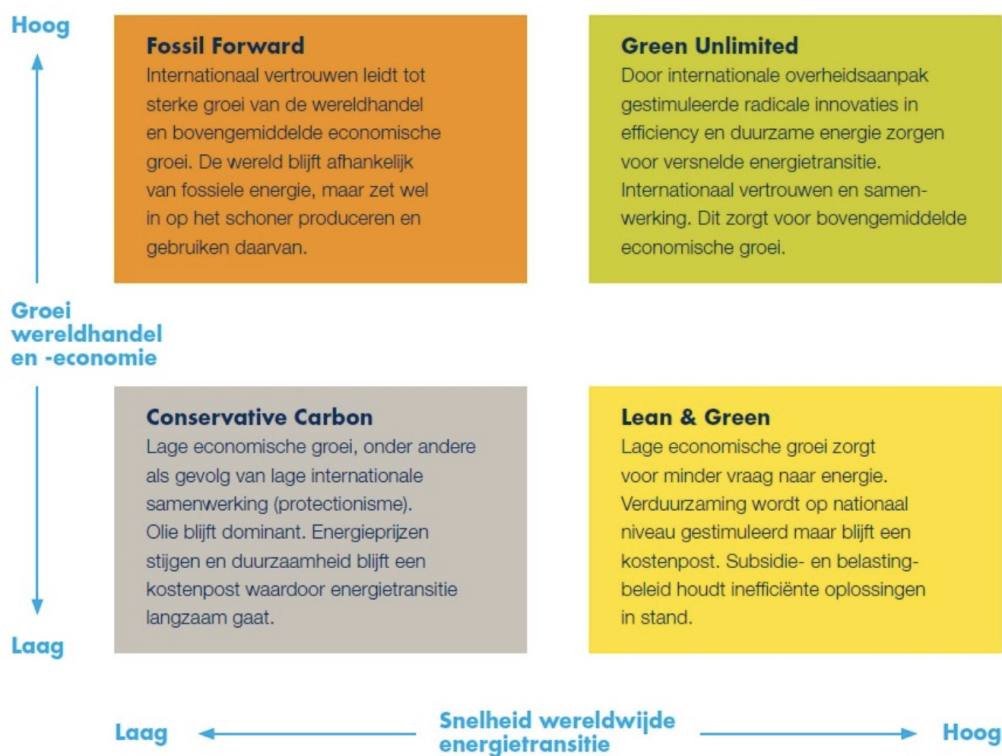 Hoog
Fossil Forward
Internationaal vertrouwen leidt tot
sterke groei van de wereldhandel
en bovengemiddelde economische
groei. De wereld blijft afhankelijk
van fossiele energie, maar zet wel
in op het schoner produceren en
gebruiken daarvan.
Green Unlimited
Door internationale overheidsaanpak
gestimuleerde radicale innovaties in
efficiency en duurzame energie zorgen
voor versnelde energietransitie.
Internationaal vertrouwen en samen-
werking. Dit zorgt voor bovengemiddelde
economische groei.
Groei
wereldhandel
en -economie
Conservative Carbon
Lage economische groei, onder andere
als gevolg van lage internationale
samenwerking (protectionisme).
Olie blijft dominant. Energieprijzen
stijgen en duurzaamheid blijft een
kostenpost waardoor energietransitie
langzaam gaat.
Lean & Green
Lage economische groei zorgt
voor minder vraag naar energie.
Verduurzaming wordt op nationaal
niveau gestimuleerd maar blijft een
kostenpost. Subsidie- en belasting-
beleid houdt inefficiënte oplossingen
in stand.
Laag
Laag
Snelheid wereldwijde
energietransitie
Hoog